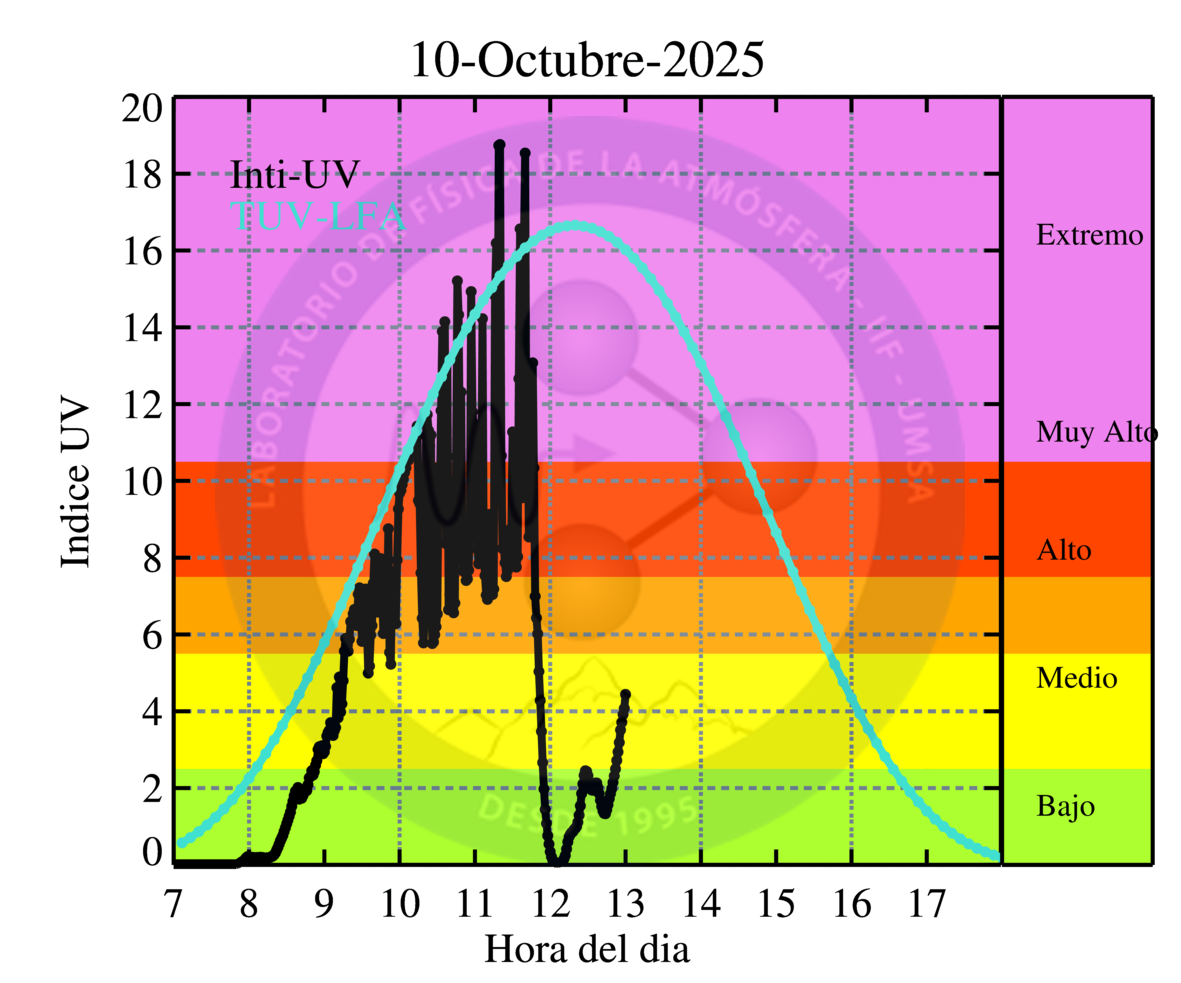 10-Octubre-2025
20
18
16
14
12
10
8
6
4
2
0
Indice UV
Inti-UV
TUV-LFA
LABORATORIO DE FÍSICA DE LA ATMÓSFERA - IIF - UMSA
DESDE 1995
Extremo
Muy Alto
Alto
Medio
Bajo
7 8 9 10 11 12 13 14 15 16 17
Hora del dia